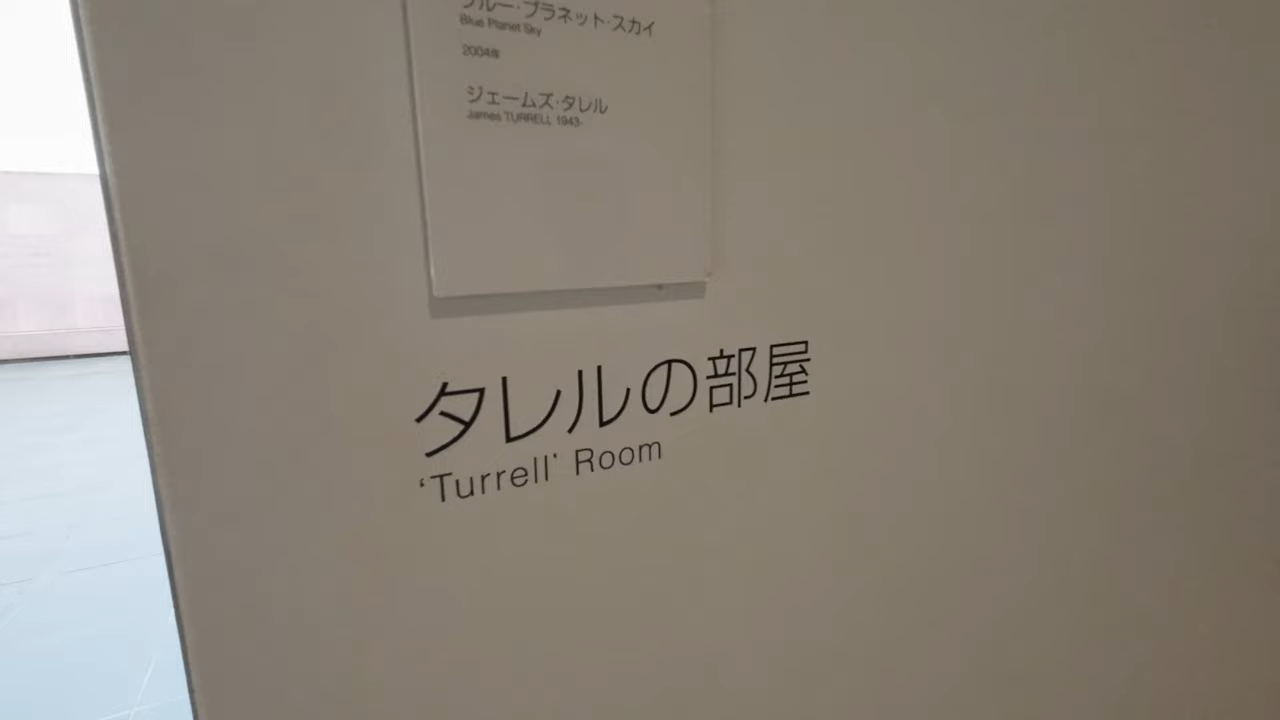 ブルー・プラネット・スカイ
Blue Planet Sky
2004年
ジェームズ・タレル
James TURRELL 1943-
タレルの部屋
‘Turrell’ Room